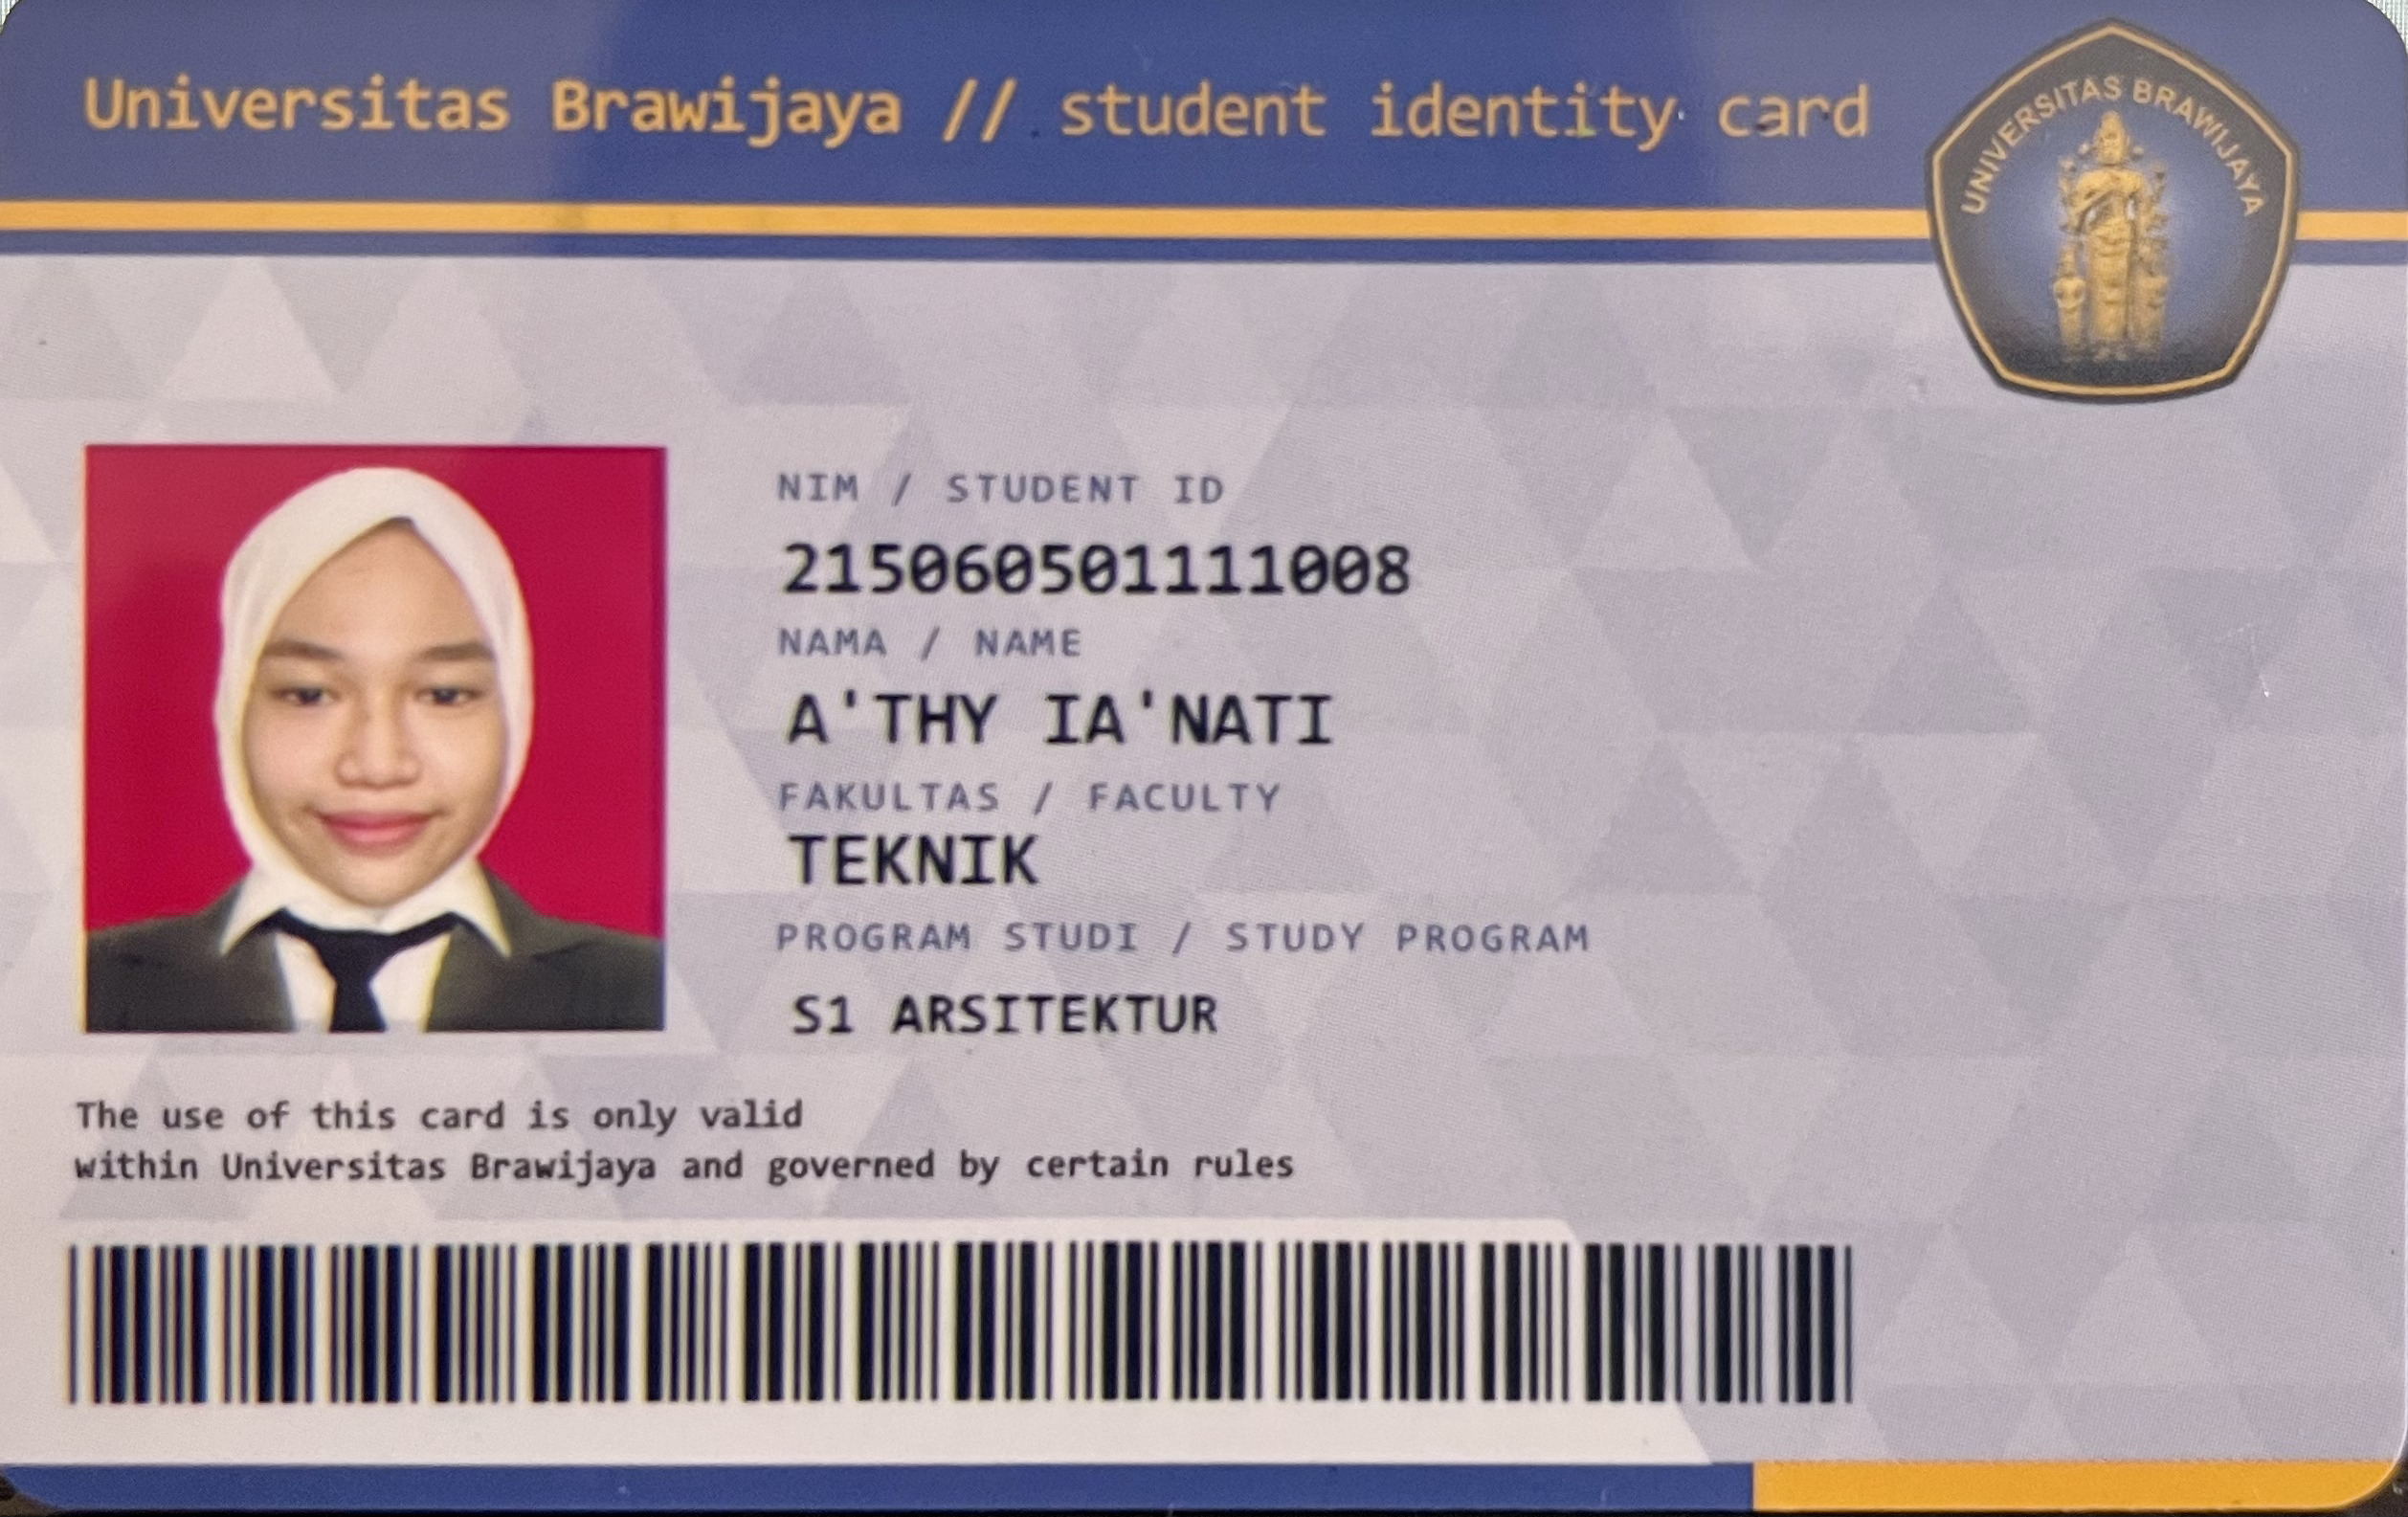 Universitas Brawijaya // student identity card
UNIVERSITAS BRAWIJAYA
NIM / STUDENT ID
215060501111008
NAMA / NAME
A'THY IA'NATI
FAKULTAS / FACULTY
TEKNIK
PROGRAM STUDI / STUDY PROGRAM
S1 ARSITEKTUR
The use of this card is only valid
within Universitas Brawijaya and governed by certain rules